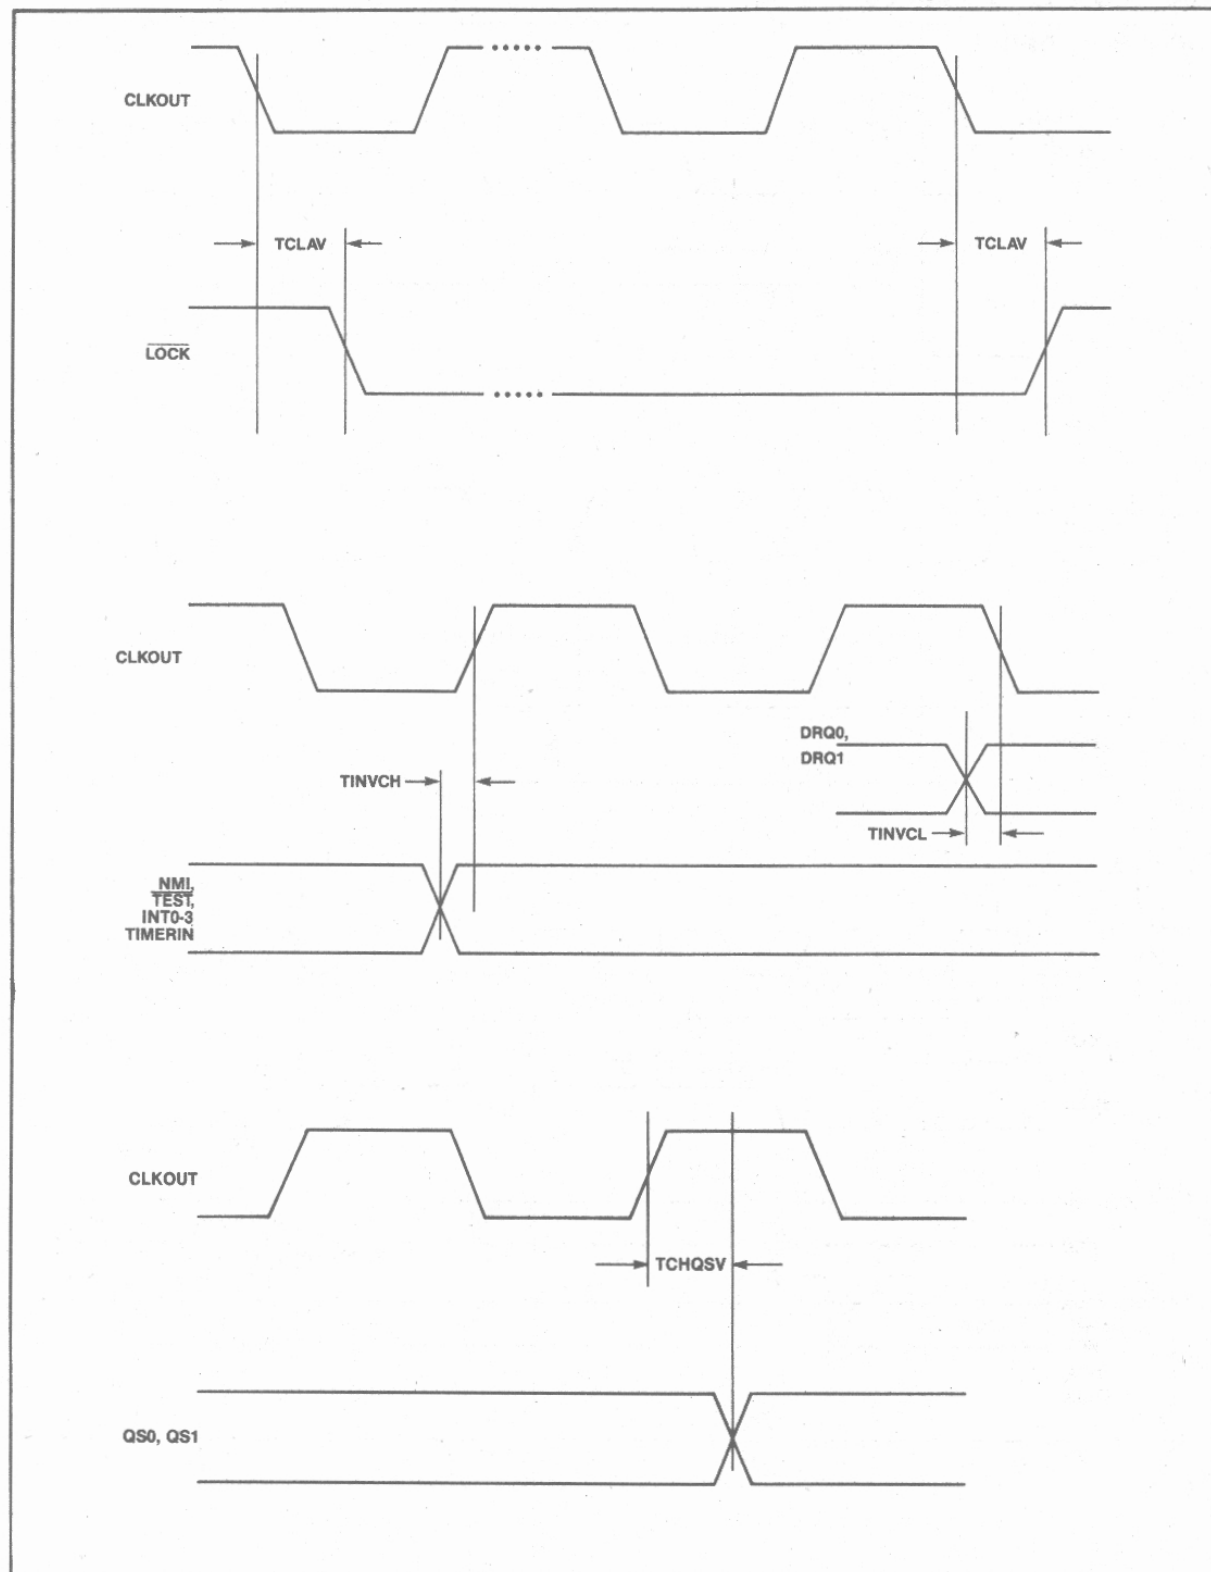 CLKOUT
TCLAV
TCLAV
LOCK
CLKOUT
DRQ0,
DRQ1
TINVCH
TINVCL
NMI,
TEST,
INT0-3
TIMERIN
CLKOUT
TCHQSV
QS0, QS1